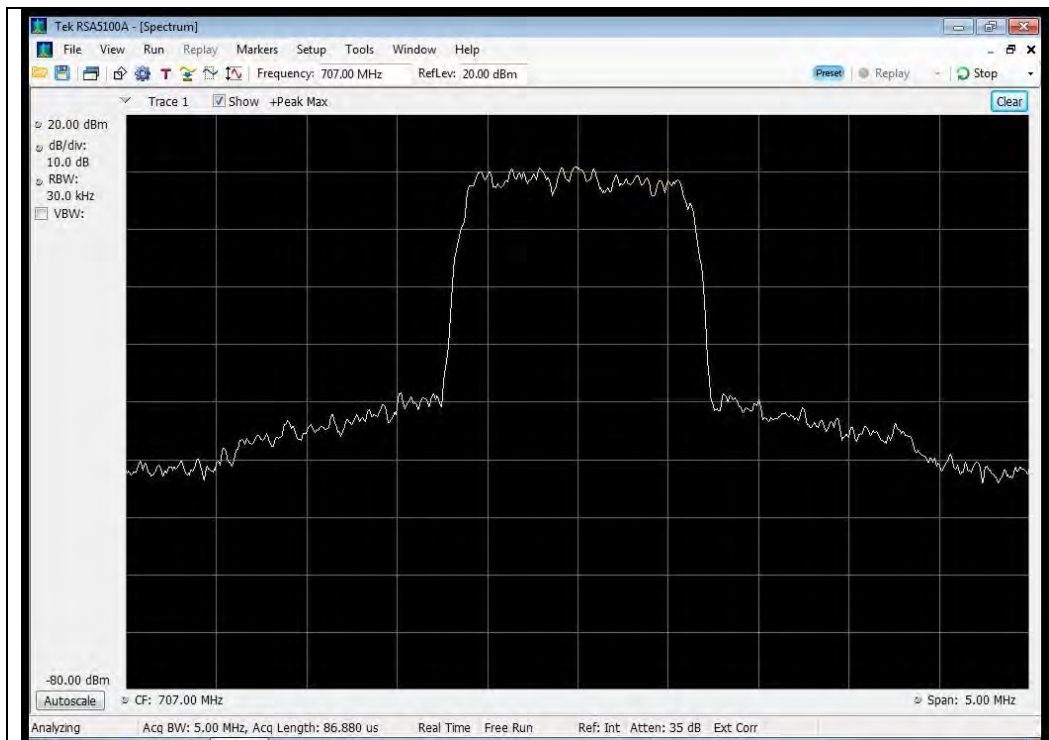 Tek RSA5100A - [Spectrum]
File View Run Replay Markers Setup Tools Window Help
T Frequency: 707.00 MHz RefLev: 20.00 dBm Preset Replay Stop
Trace 1 Show +Peak Max Clear
20.00 dBm
dB/div:
10.0 dB
RBW:
30.0 kHz
VBW:
-80.00 dBm
Autoscale CF: 707.00 MHz Span: 5.00 MHz
Analyzing Acq BW: 5.00 MHz, Acq Length: 86.880 us Real Time Free Run Ref: Int Atten: 35 dB Ext Corr